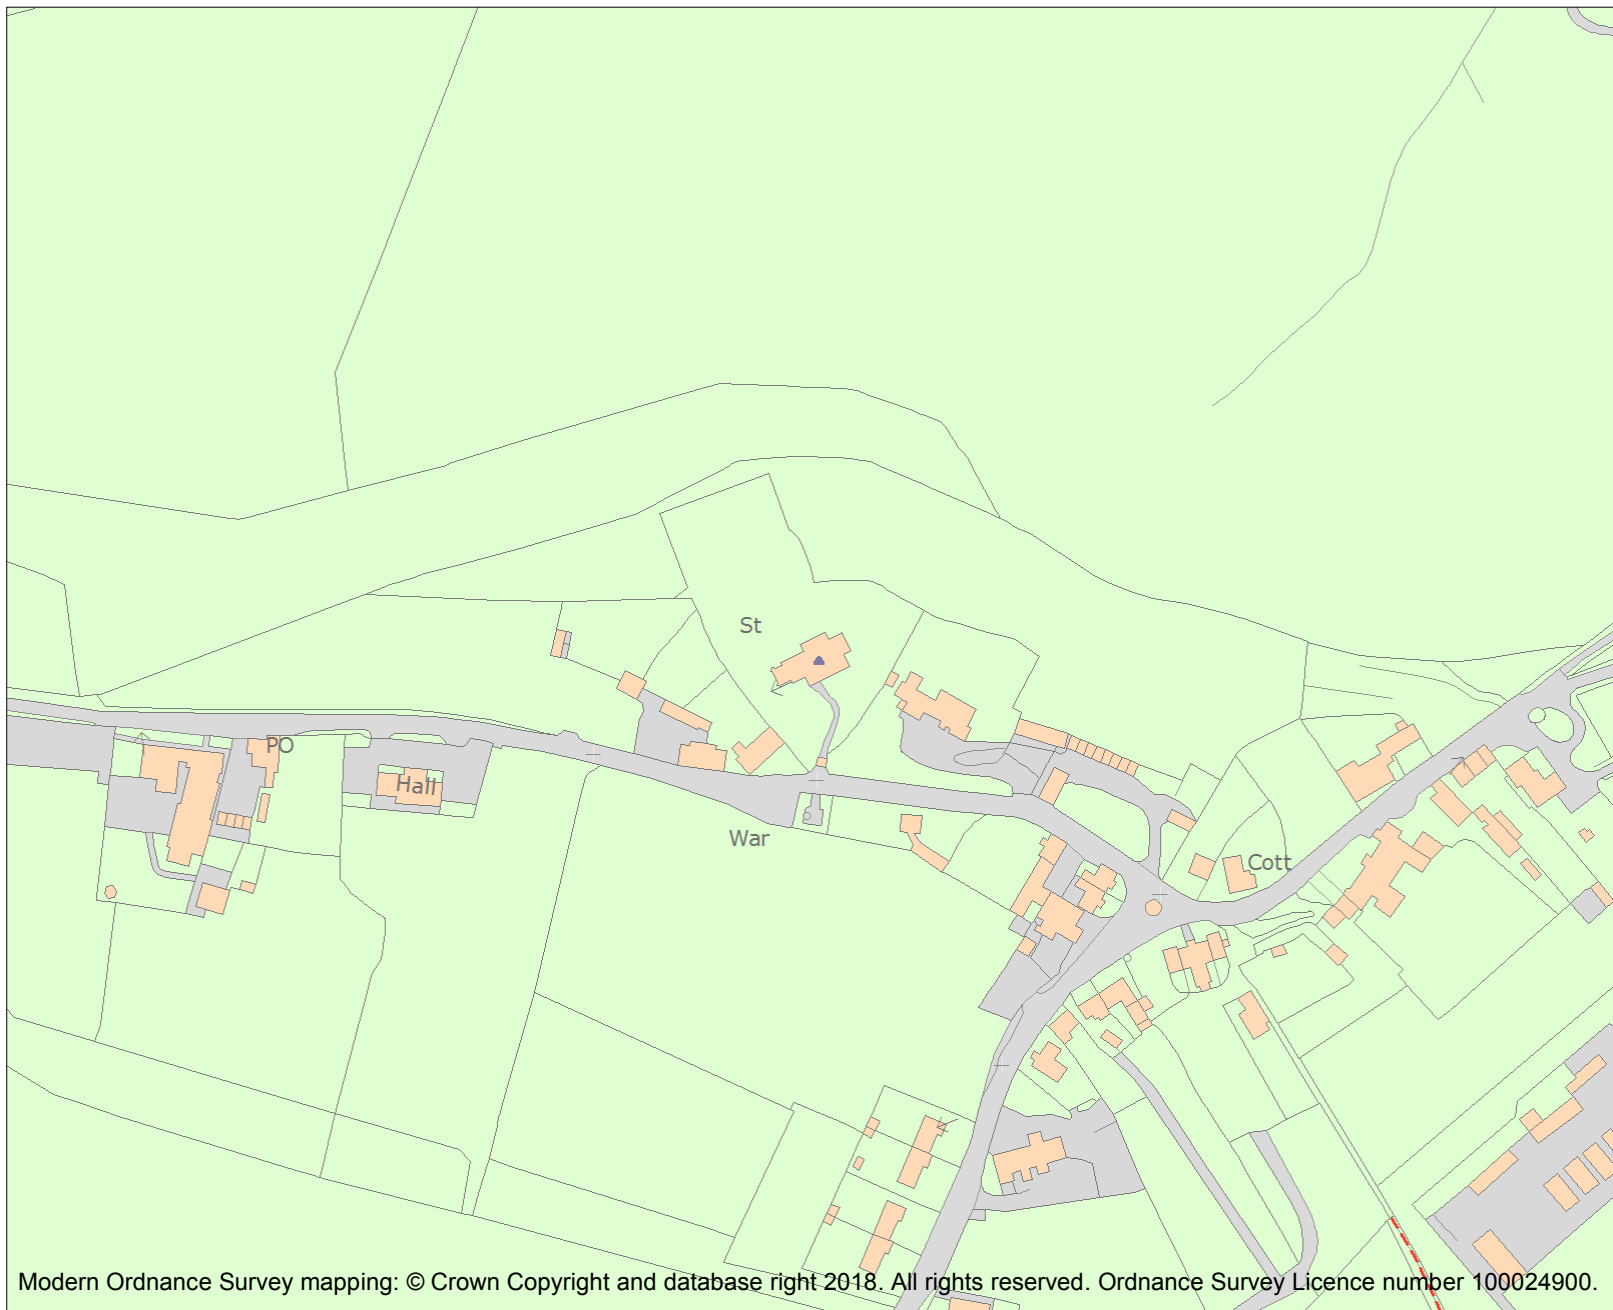 St
PO
Hall
War
Cott
Modern Ordnance Survey mapping: © Crown Copyright and database right 2018. All rights reserved. Ordnance Survey Licence number 100024900.